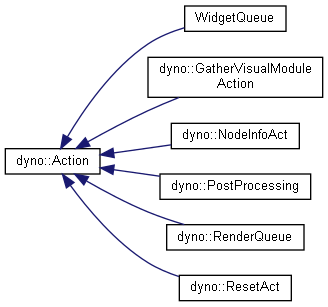 WidgetQueue
dyno::GatherVisualModule
Action
dyno::NodeInfoAct
dyno::Action
dyno::PostProcessing
dyno::RenderQueue
dyno::ResetAct